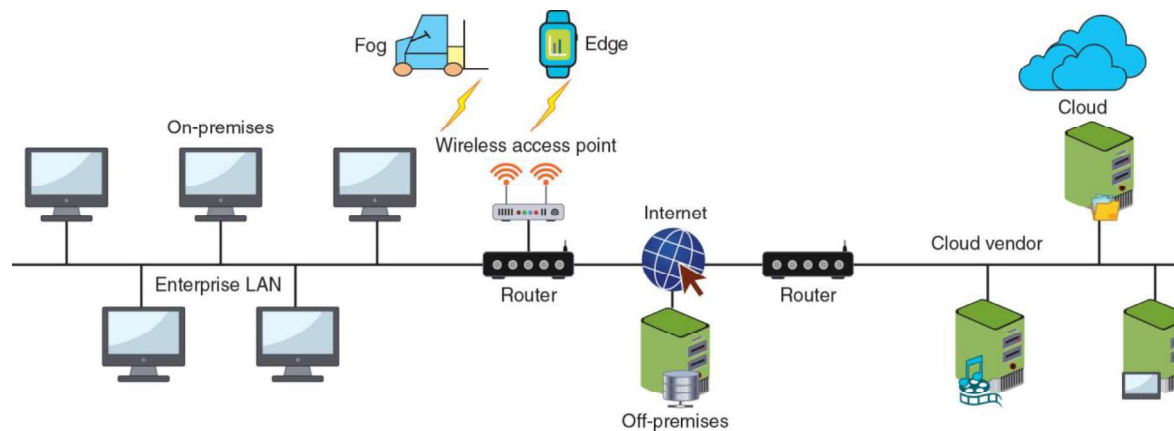 Fog
Edge
On-premises
Wireless access point
Cloud
Internet
Cloud vendor
Enterprise LAN
Router
Router
Off-premises